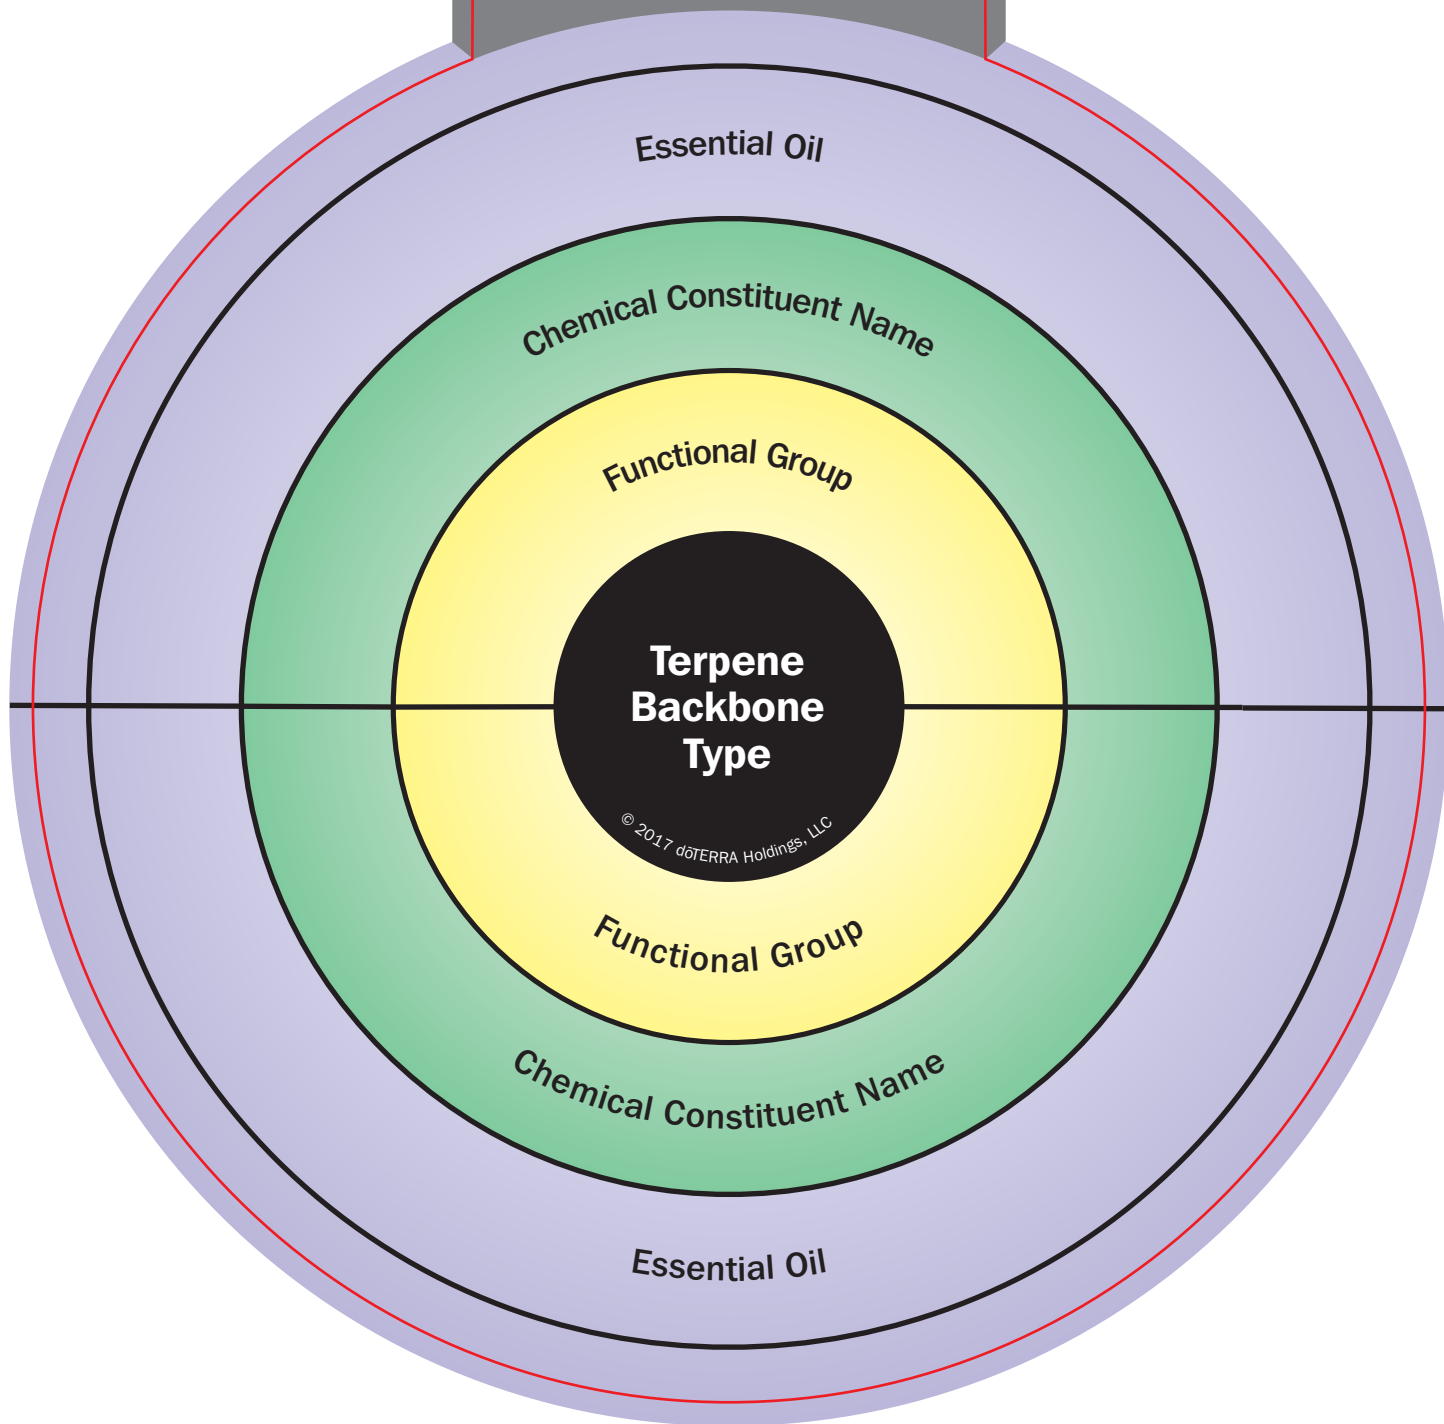 Essential Oil
Chemical Constituent Name
Functional Group
Terpene
Backbone
Type
© 2017 dōTERRA Holdings, LLC
Functional Group
Chemical Constituent Name
Essential Oil